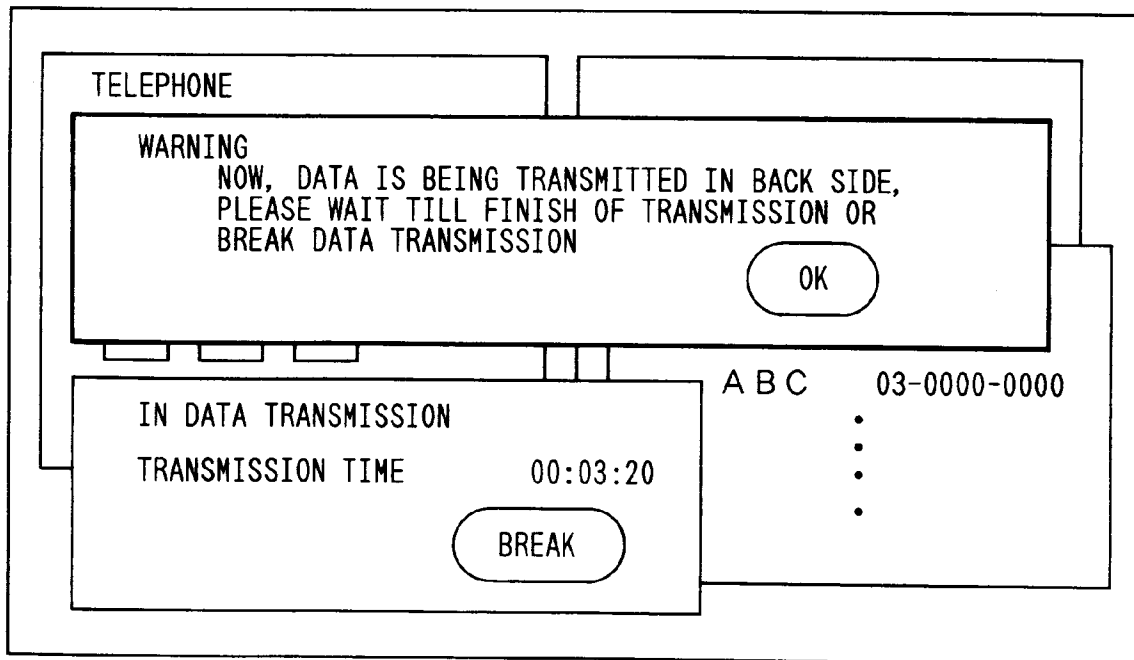 TELEPHONE
WARNING
NOW, DATA IS BEING TRANSMITTED IN BACK SIDE,
PLEASE WAIT TILL FINISH OF TRANSMISSION OR
BREAK DATA TRANSMISSION
OK
ABC 03-0000-0000
IN DATA TRANSMISSION
TRANSMISSION TIME 00:03:20
BREAK